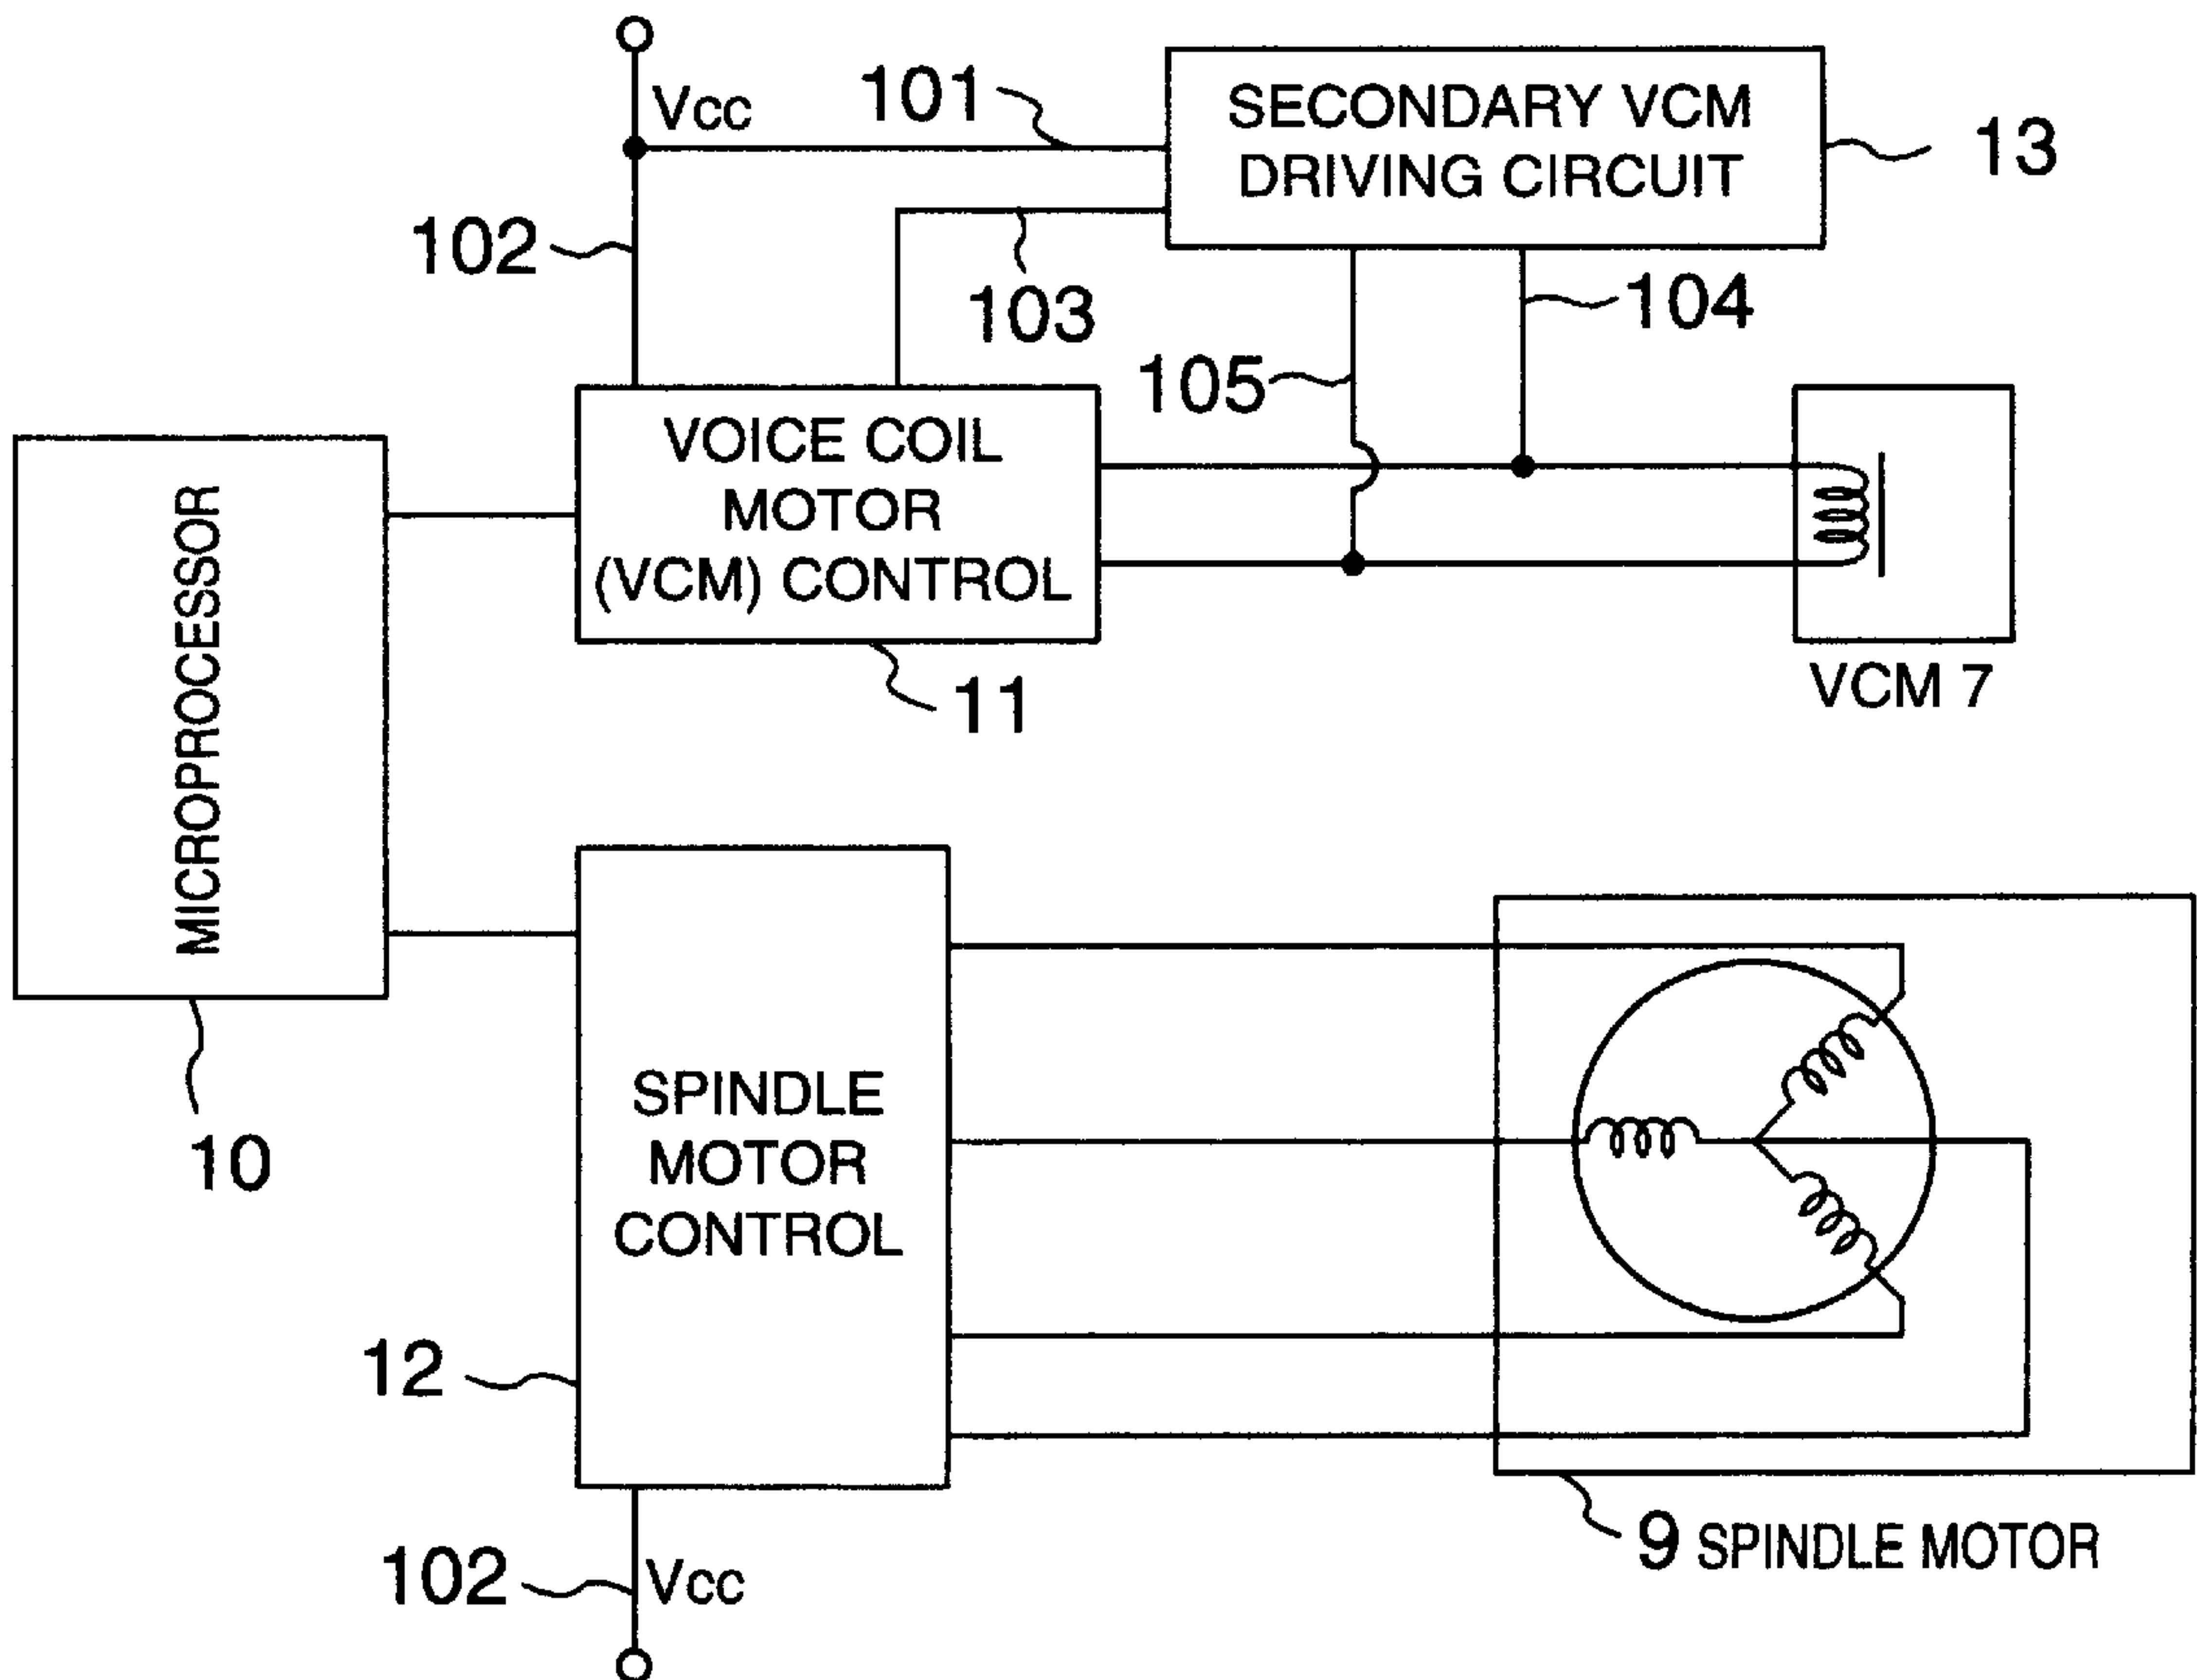 Vcc
101
SECONDARY VCM
DRIVING CIRCUIT
13
102
103
104
105
VOICE COIL
MOTOR
(VCM) CONTROL
11
VCM 7
MICROPROCESSOR
10
SPINDLE
MOTOR
CONTROL
12
102
Vcc
9 SPINDLE MOTOR